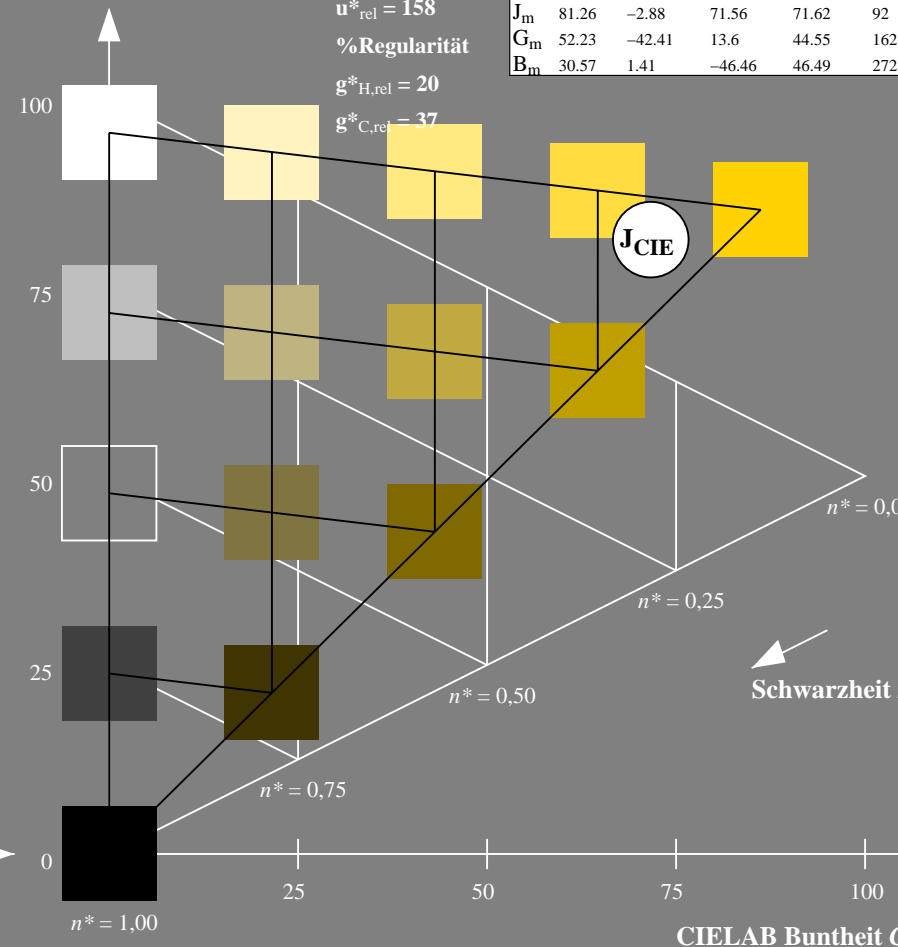 u*rel = 158
%Regularität
g*H,rel = 20
g*C,rel = 37
Jm 81.26 −2.88 71.56 71.62 92
Gm 52.23 −42.41 13.6 44.55 162
Bm 30.57 1.41 −46.46 46.49 272
100
JCIE
75
50
n* = 0,0
n* = 0,25
25
Schwarzheit
n* = 0,50
n* = 0,75
0
25 50 75 100
n* = 1,00
CIELAB Buntheit C